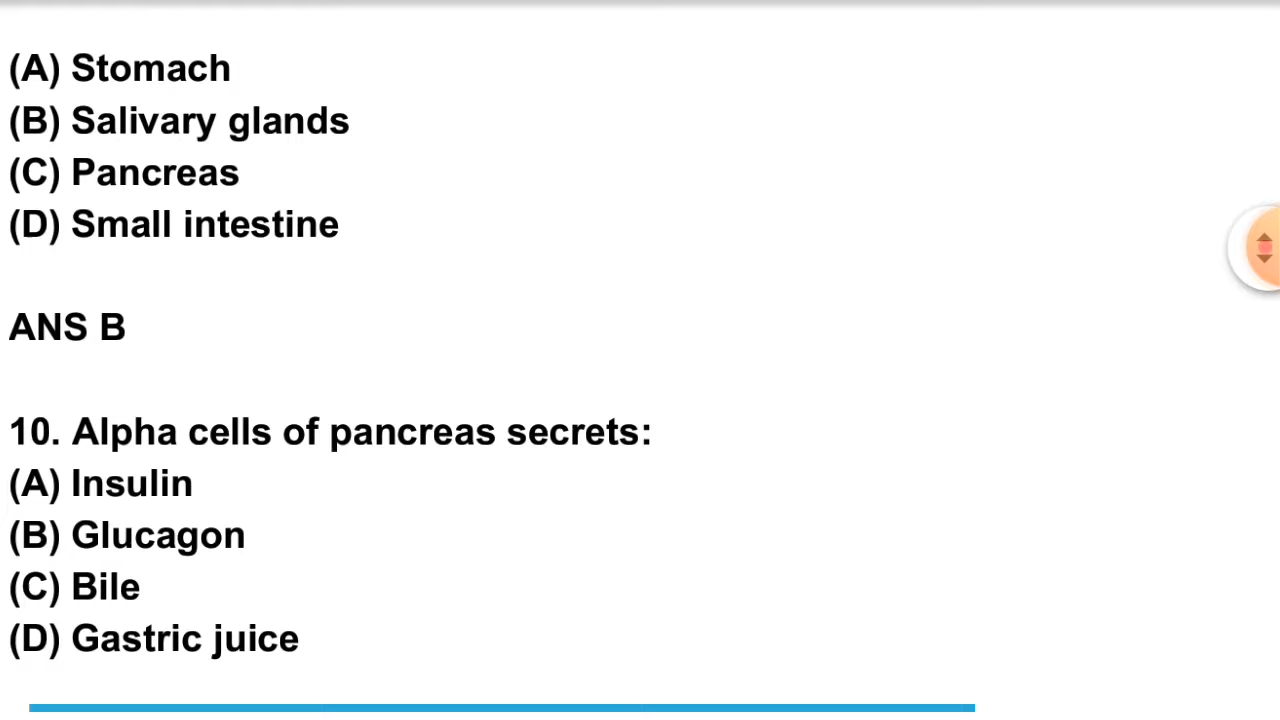 (A) Stomach
(B) Salivary glands
(C) Pancreas
(D) Small intestine
ANS B
10. Alpha cells of pancreas secrets:
(A) Insulin
(B) Glucagon
(C) Bile
(D) Gastric juice